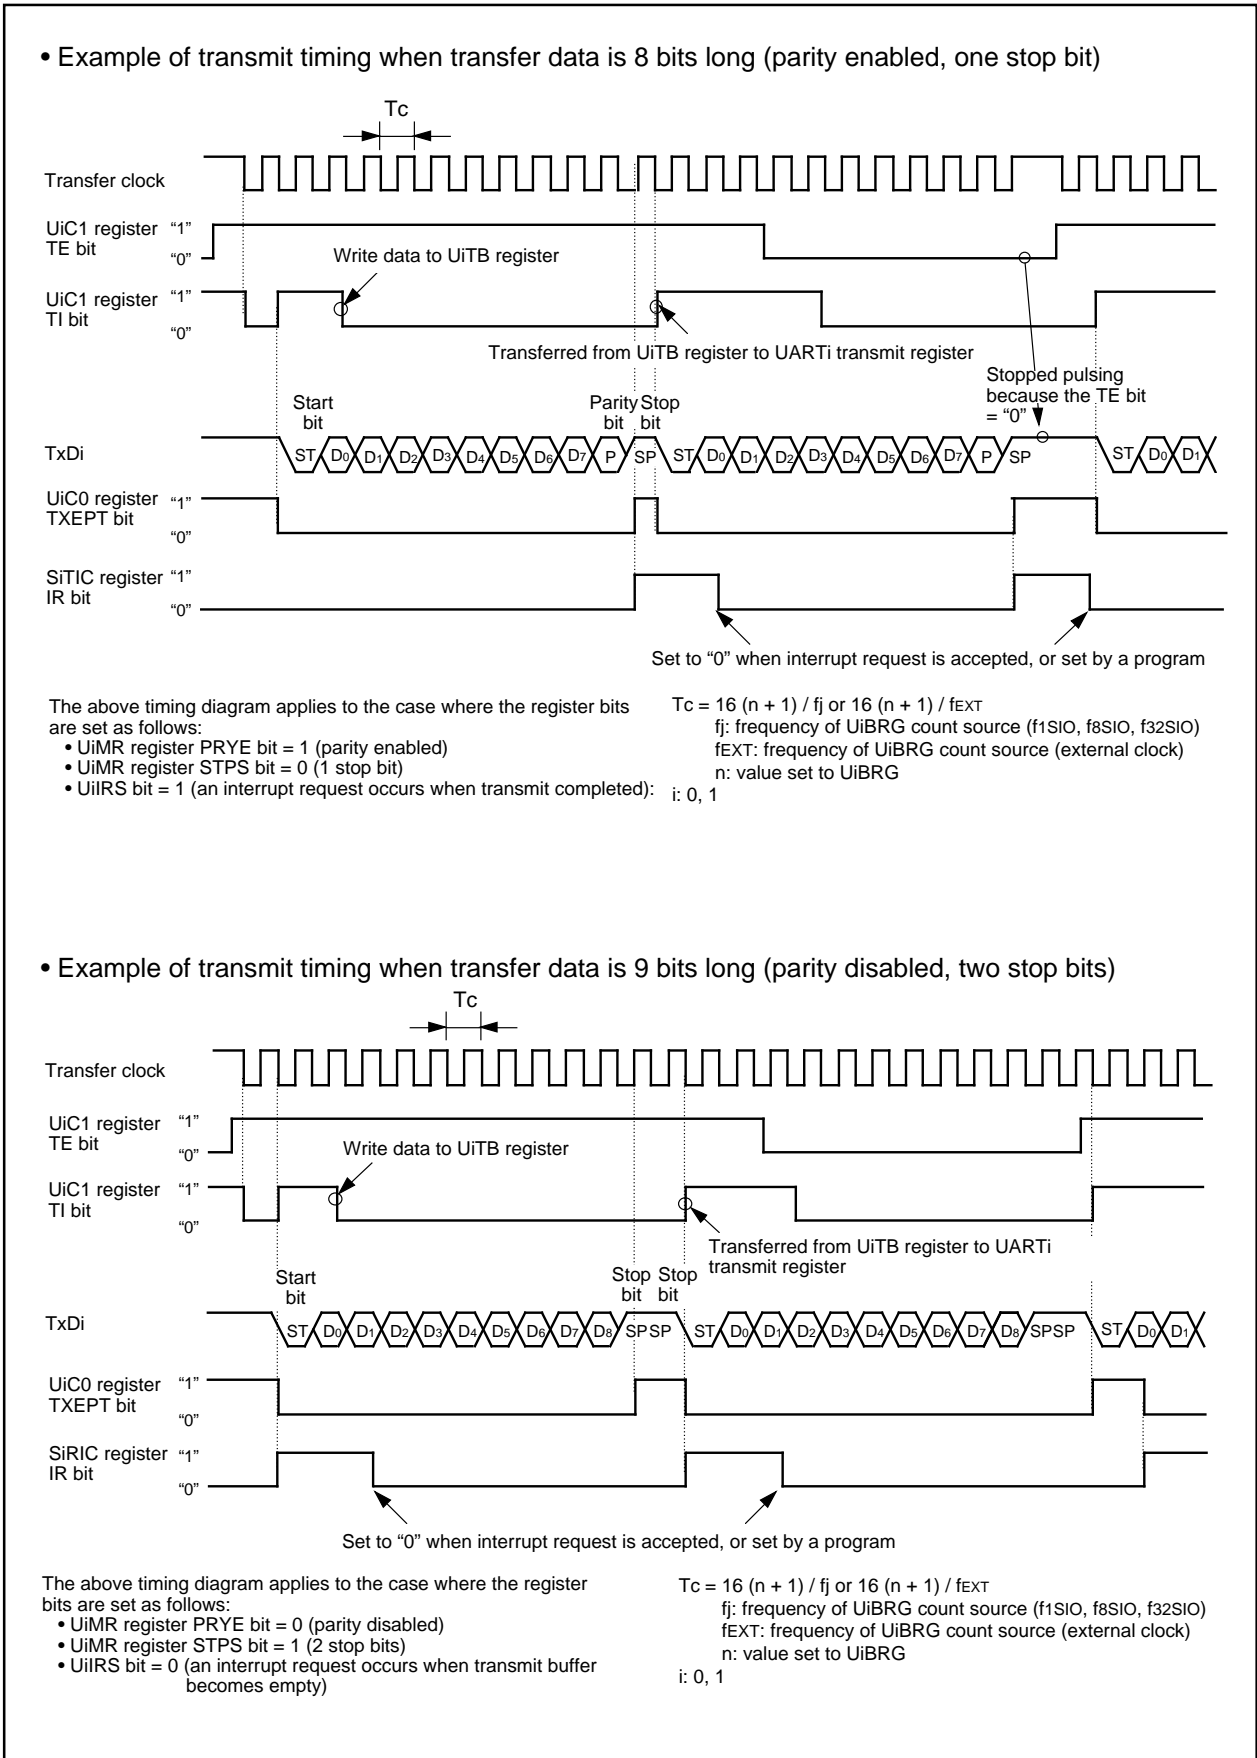 • Example of transmit timing when transfer data is 8 bits long (parity enabled, one stop bit)
Tc
Transfer clock
UiC1 register “1”
TE bit
“0”
Write data to UiTB register
UiC1 register “1”
TI bit
“0”
Transferred from UiTB register to UARTi transmit register
Stopped pulsing
because the TE bit
= “0”
Start
bit
Parity
bit
Stop
bit
TxDi
ST D0 D1 D2 D3 D4 D5 D6 D7 P SP ST D0 D1 D2 D3 D4 D5 D6 D7 P SP ST D0 D1
UiC0 register “1”
TXEPT bit
“0”
SiTIC register “1”
IR bit
“0”
Set to “0” when interrupt request is accepted, or set by a program
The above timing diagram applies to the case where the register bits
are set as follows:
• UiMR register PRYE bit = 1 (parity enabled)
• UiMR register STPS bit = 0 (1 stop bit)
• UiIRS bit = 1 (an interrupt request occurs when transmit completed):
Tc = 16 (n + 1) / fj or 16 (n + 1) / fEXT
fj: frequency of UiBRG count source (f1SIO, f8SIO, f32SIO)
fEXT: frequency of UiBRG count source (external clock)
n: value set to UiBRG
i: 0, 1
• Example of transmit timing when transfer data is 9 bits long (parity disabled, two stop bits)
Tc
Transfer clock
UiC1 register “1”
TE bit
“0”
Write data to UiTB register
UiC1 register “1”
TI bit
“0”
Transferred from UiTB register to UARTi
transmit register
Start
bit
Stop
bit
Stop
bit
TxDi
ST D0 D1 D2 D3 D4 D5 D6 D7 D8 SP SP ST D0 D1 D2 D3 D4 D5 D6 D7 D8 SPSP ST D0 D1
UiC0 register “1”
TXEPT bit
“0”
SiRIC register “1”
IR bit
“0”
Set to “0” when interrupt request is accepted, or set by a program
The above timing diagram applies to the case where the register
bits are set as follows:
• UiMR register PRYE bit = 0 (parity disabled)
• UiMR register STPS bit = 1 (2 stop bits)
• UiIRS bit = 0 (an interrupt request occurs when transmit buffer
becomes empty)
Tc = 16 (n + 1) / fj or 16 (n + 1) / fEXT
fj: frequency of UiBRG count source (f1SIO, f8SIO, f32SIO)
fEXT: frequency of UiBRG count source (external clock)
n: value set to UiBRG
i: 0, 1